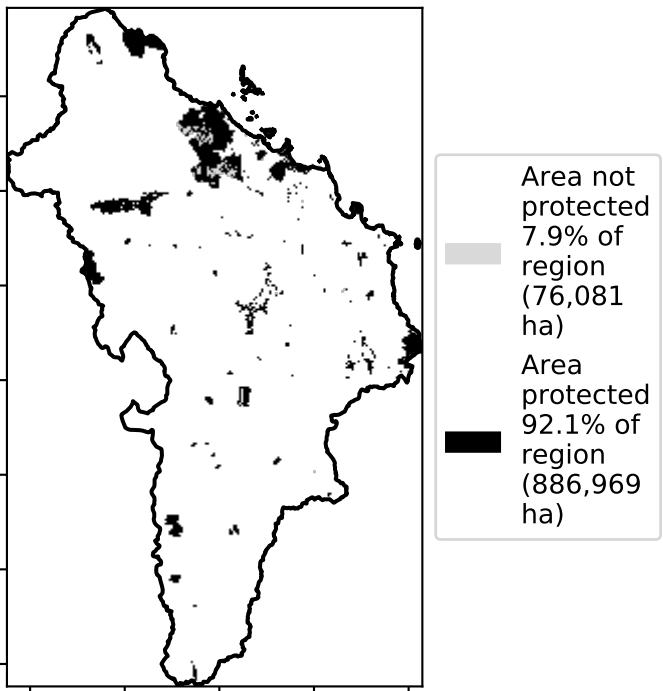 Area not
protected
7.9% of
region
(76,081
ha)
Area
protected
92.1% of
region
(886,969
ha)